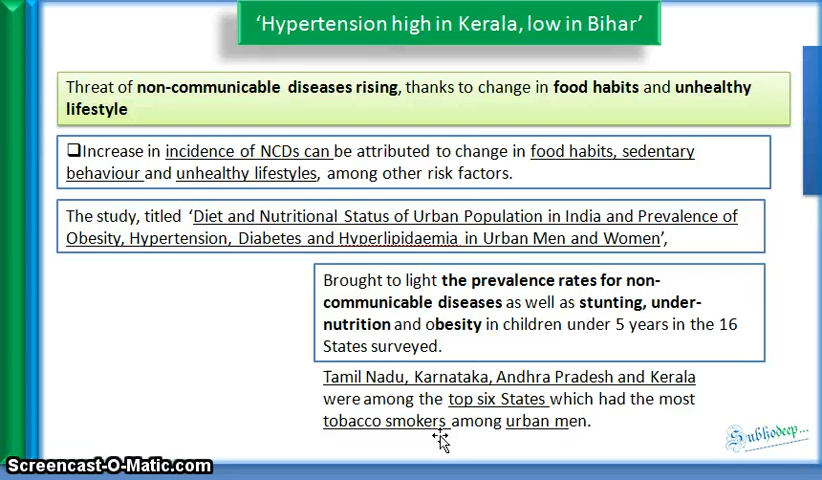 ‘Hypertension high in Kerala, low in Bihar’
Threat of non-communicable diseases rising, thanks to change in food habits and unhealthy
lifestyle
❑Increase in incidence of NCDs can be attributed to change in food habits, sedentary
behaviour and unhealthy lifestyles, among other risk factors.
The study, titled ‘Diet and Nutritional Status of Urban Population in India and Prevalence of
Obesity, Hypertension, Diabetes and Hyperlipidaemia in Urban Men and Women’,
Brought to light the prevalence rates for non-
communicable diseases as well as stunting, under-
nutrition and obesity in children under 5 years in the 16
States surveyed.
Tamil Nadu, Karnataka, Andhra Pradesh and Kerala
were among the top six States which had the most
tobacco smokers among urban men.
Subhodeep...
Screencast-O-Matic.com